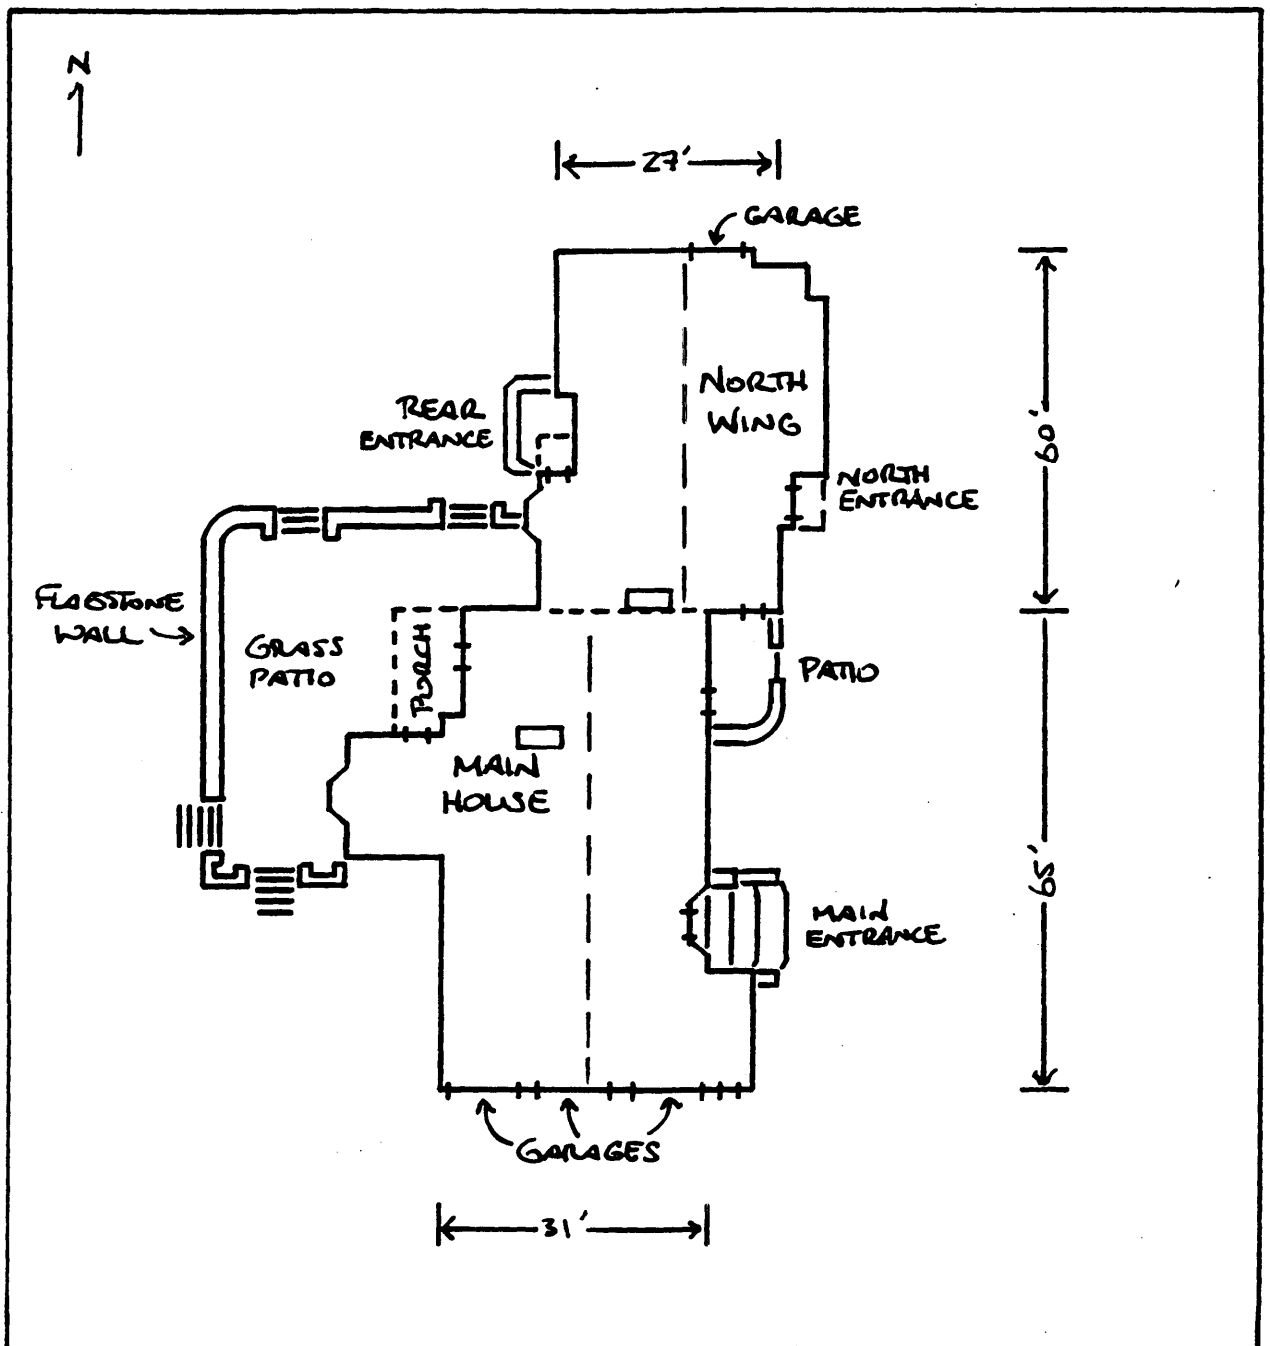 N
27'
GARAGE
NORTH
WING
REAR
ENTRANCE
60'
NORTH
ENTRANCE
FLAGSTONE
WALL
GRASS
PATIO
PORCH
PATIO
MAIN
HOUSE
65'
MAIN
ENTRANCE
GARAGES
31'